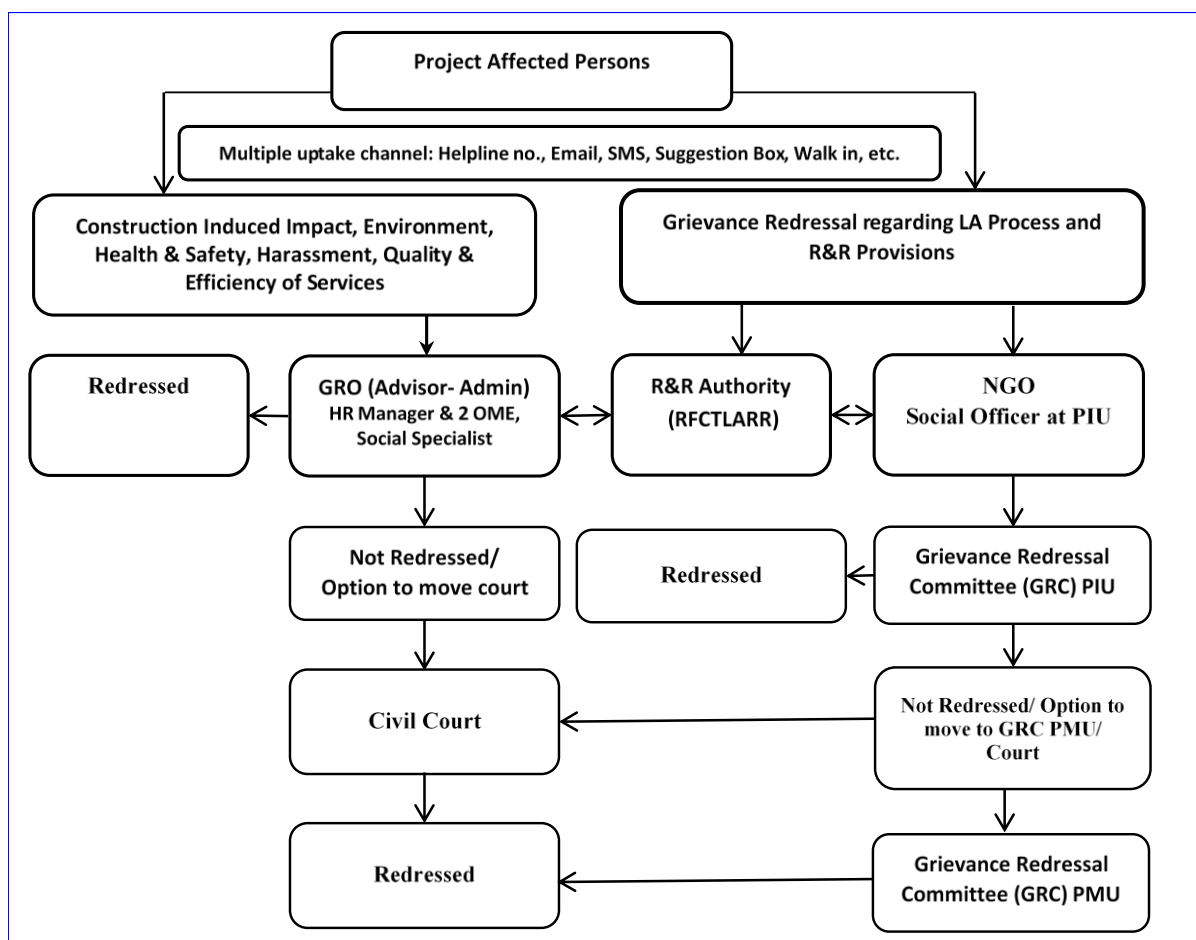 Project Affected Persons
Multiple uptake channel: Helpline no., Email, SMS, Suggestion Box, Walk in, etc.
Construction Induced Impact, Environment,
Health & Safety, Harassment, Quality &
Efficiency of Services
Grievance Redressal regarding LA Process and
R&R Provisions
Redressed
GRO (Advisor- Admin)
HR Manager & 2 OME,
Social Specialist
R&R Authority
(RFCTLARR)
NGO
Social Officer at PIU
Not Redressed/
Option to move court
Redressed
Grievance Redressal
Committee (GRC) PIU
Civil Court
Not Redressed/ Option to
move to GRC PMU/
Court
Redressed
Grievance Redressal
Committee (GRC) PMU